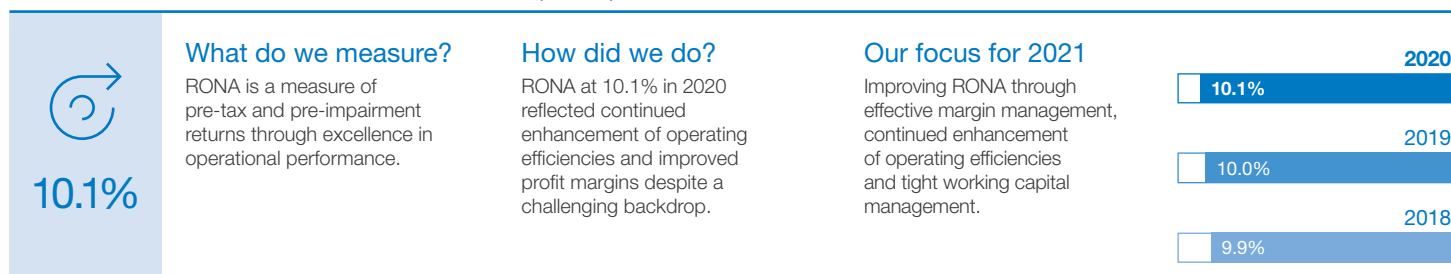 10.1%
What do we measure?
RONA is a measure of
pre-tax and pre-impairment
returns through excellence in
operational performance.
How did we do?
RONA at 10.1% in 2020
reflected continued
enhancement of operating
efficiencies and improved
profit margins despite a
challenging backdrop.
Our focus for 2021
Improving RONA through
effective margin management,
continued enhancement
of operating efficiencies
and tight working capital
management.
2020
10.1%
2019
10.0%
2018
9.9%